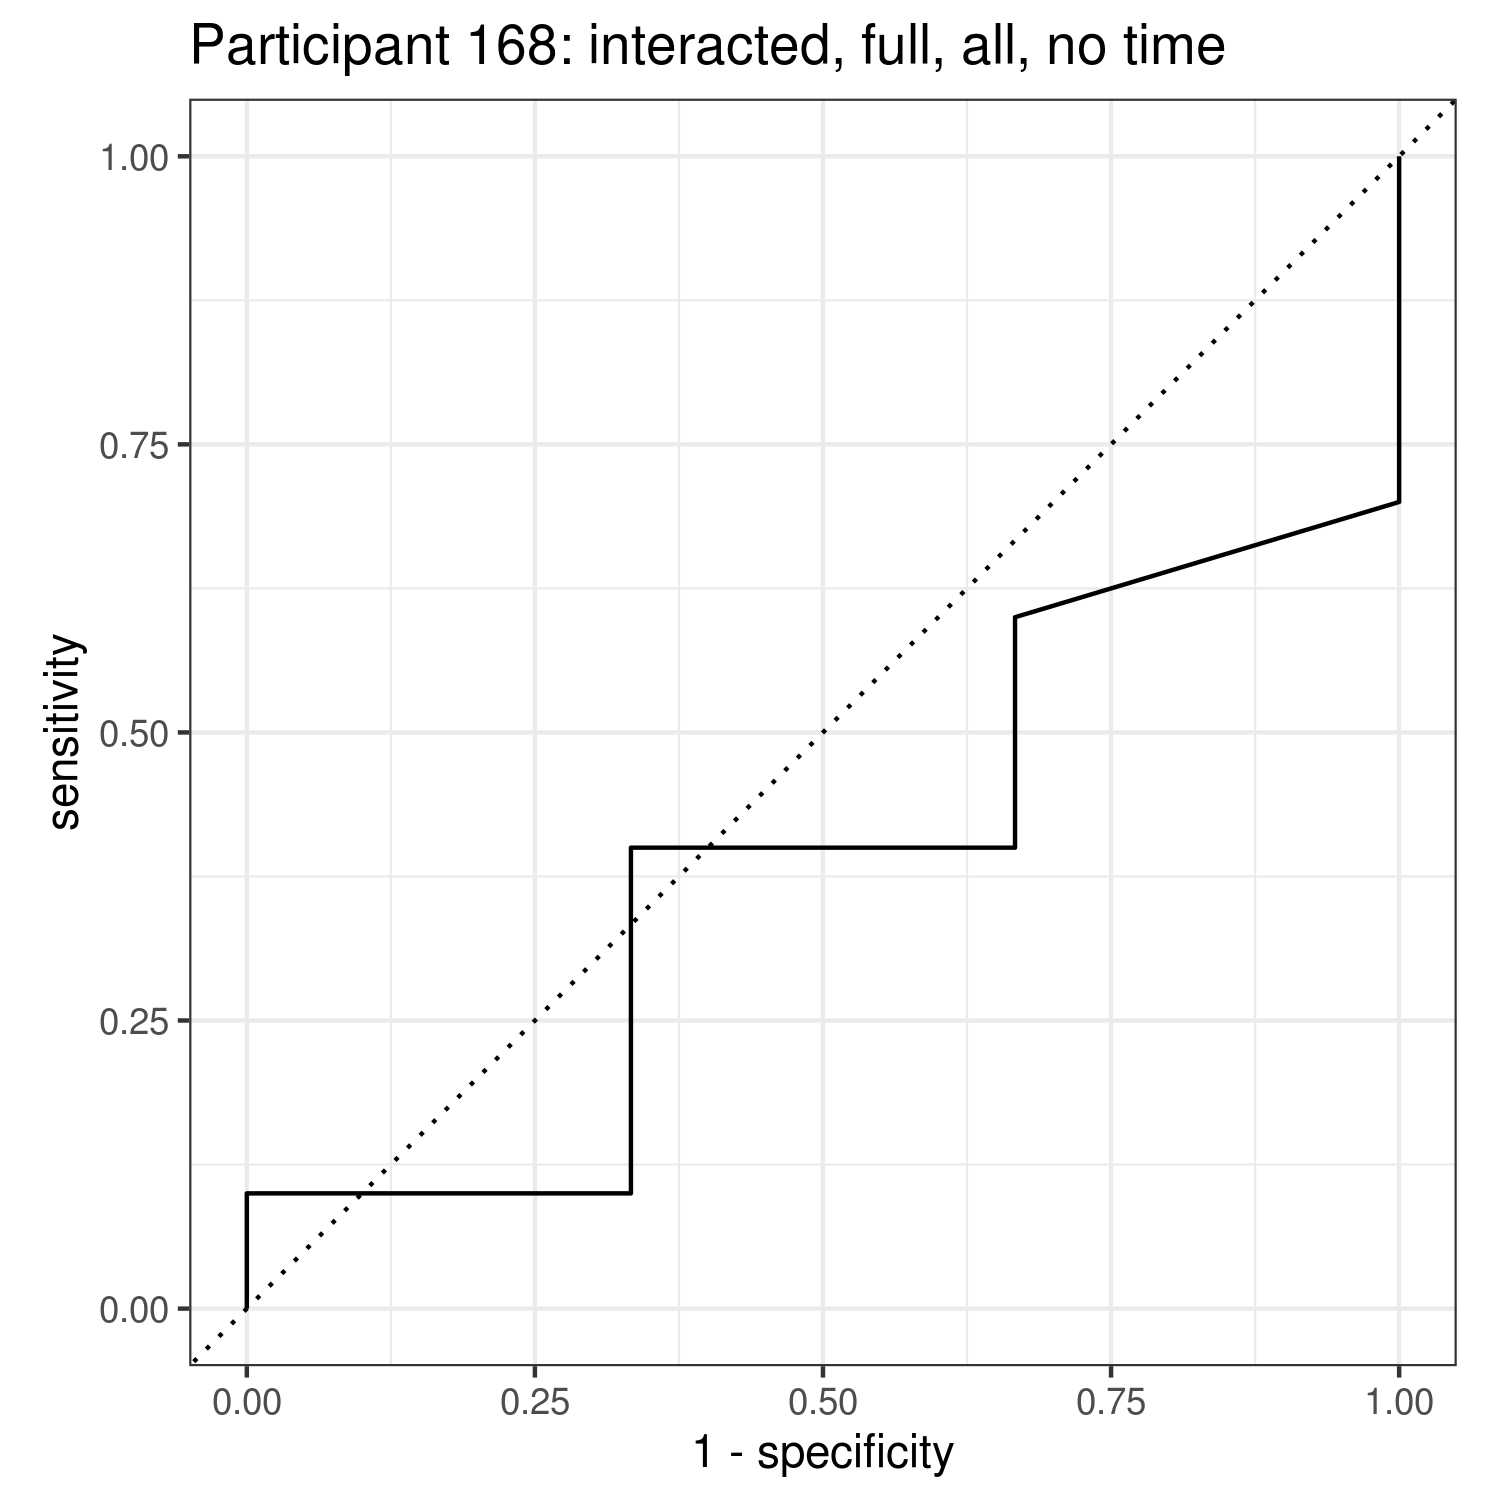 Participant 168: interacted, full, all, no time
1.00
0.75
0.50
0.25
0.00
sensitivity
0.00 0.25 0.50 0.75 1.00
1 - specificity